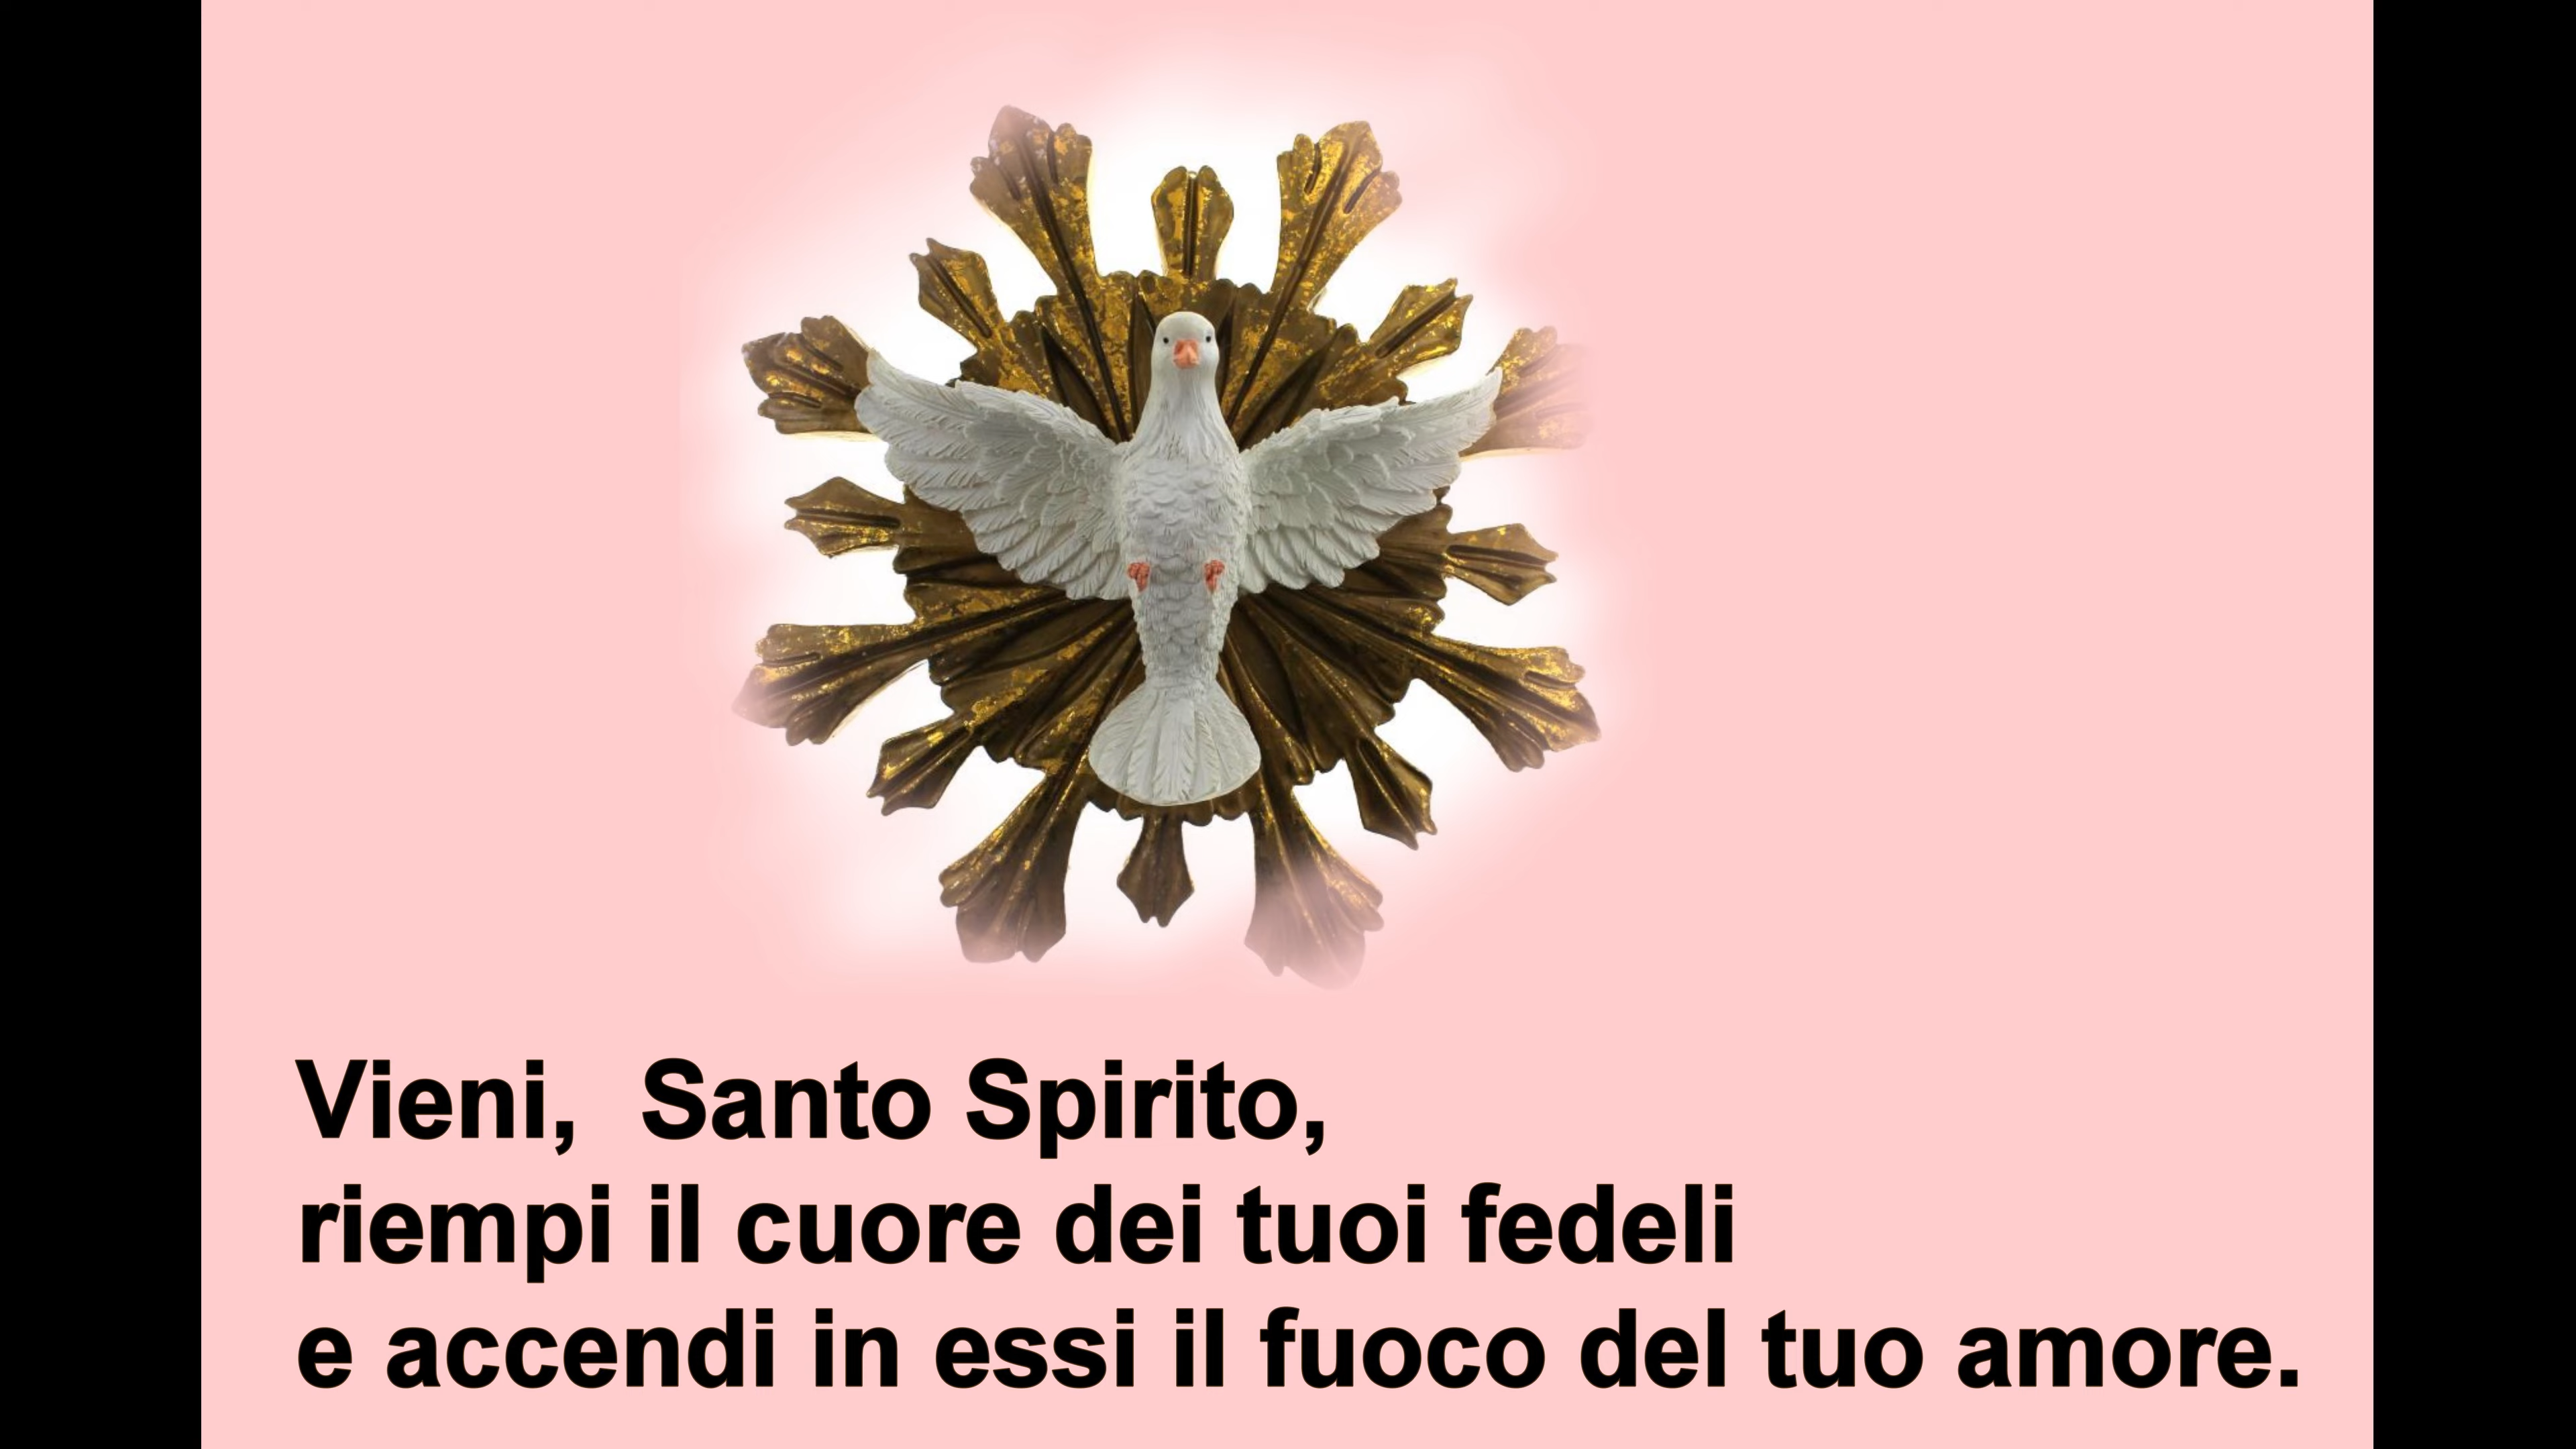 Vieni,  Santo Spirito,
riempi il cuore dei tuoi fedeli
e accendi in essi il fuoco del tuo amore.